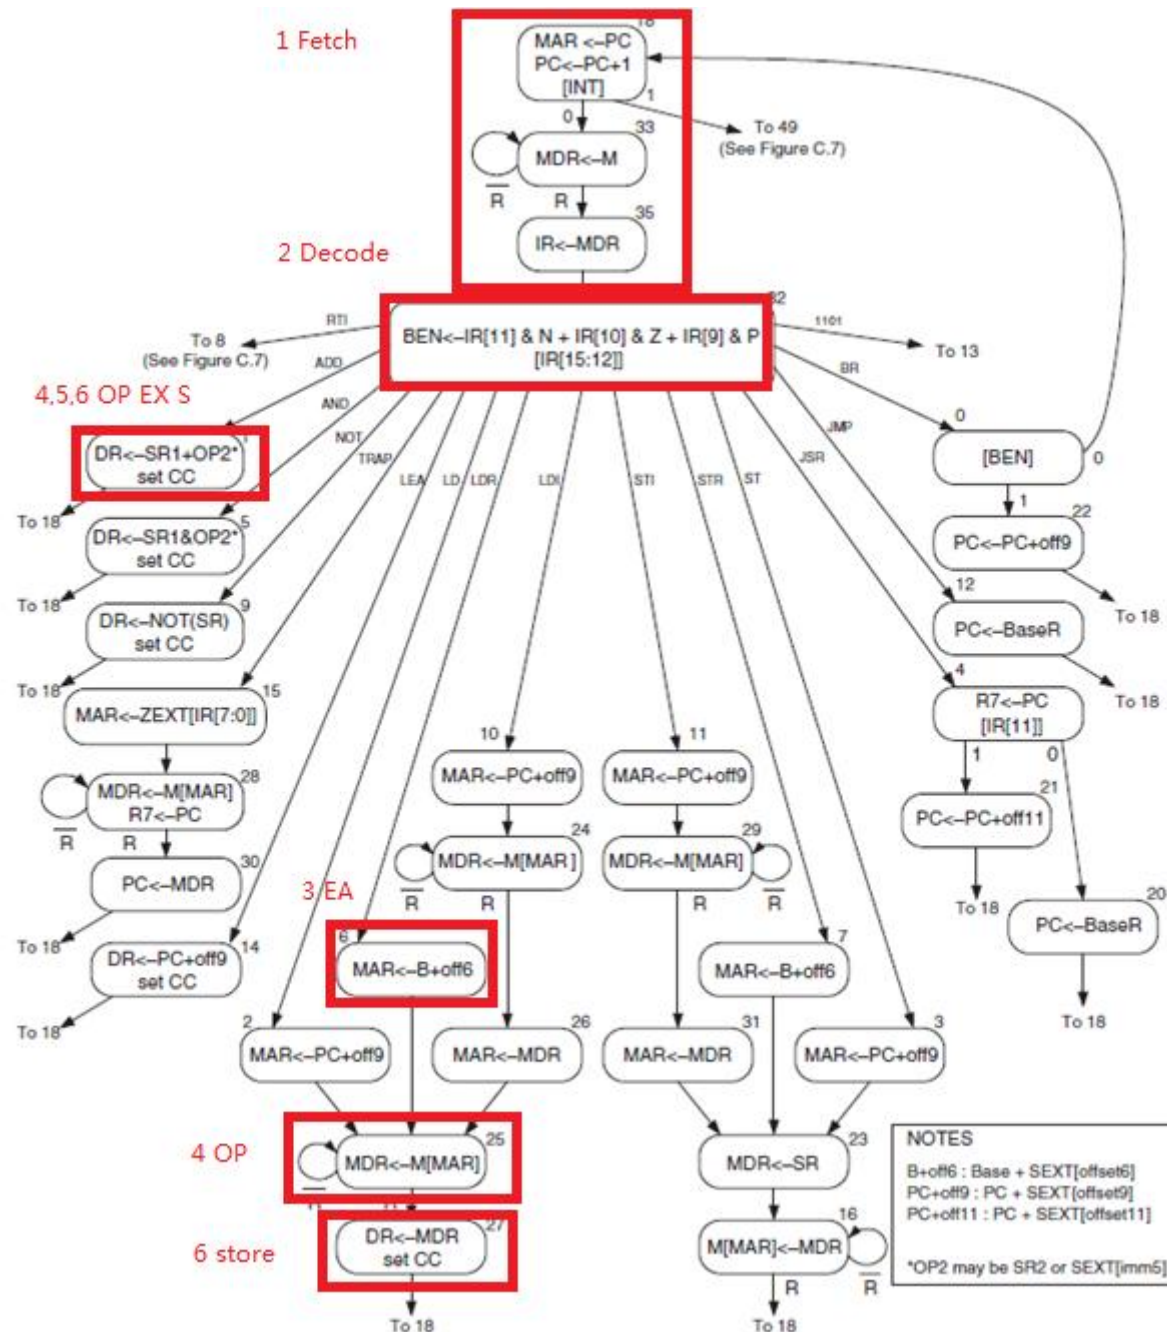 1 Fetch
18
MAR <–PC
PC<–PC+1
[INT]
1
0
To 49
(See Figure C.7)
33
MDR<–M
R
R
35
IR<–MDR
2 Decode
32
BEN<–IR[11] & N + IR[10] & Z + IR[9] & P
[IR[15:12]]
RTI
To 8
(See Figure C.7)
1101
To 13
ADD
AND
NOT
TRAP
LEA
LD
LDR
LDI
STI
STR
ST
JSR
JMP
BR
4,5,6 OP EX S
1
DR<–SR1+OP2*
set CC
To 18
5
DR<–SR1&OP2*
set CC
To 18
9
DR<–NOT(SR)
set CC
To 18
15
MAR<–ZEXT[IR[7:0]]
28
MDR<–M[MAR]
R7<–PC
R
R
30
PC<–MDR
To 18
14
DR<–PC+off9
set CC
To 18
0
[BEN]
0
1
22
PC<–PC+off9
To 18
12
PC<–BaseR
To 18
4
R7<–PC
[IR[11]]
1
0
21
PC<–PC+off11
To 18
20
PC<–BaseR
To 18
10
MAR<–PC+off9
11
MAR<–PC+off9
24
MDR<–M[MAR]
R
R
29
MDR<–M[MAR]
R
R
3 EA
6
MAR<–B+off6
7
MAR<–B+off6
2
MAR<–PC+off9
26
MAR<–MDR
31
MAR<–MDR
3
MAR<–PC+off9
4 OP
25
MDR<–M[MAR]
23
MDR<–SR
6 store
27
DR<–MDR
set CC
To 18
16
M[MAR]<–MDR
R
R
To 18
NOTES
B+off6 : Base + SEXT[offset6]
PC+off9 : PC + SEXT[offset9]
PC+off11 : PC + SEXT[offset11]
*OP2 may be SR2 or SEXT[imm5]